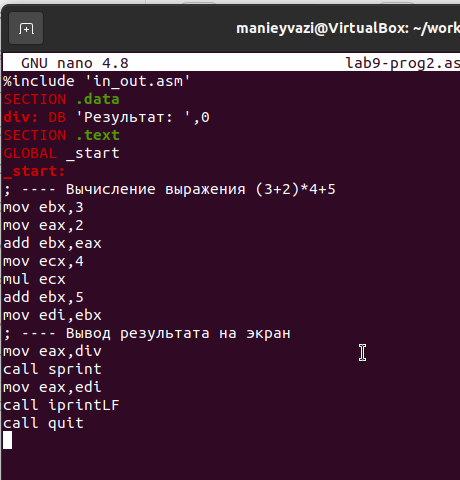 manieyvazi@VirtualBox: ~/work
GNU nano 4.8 lab9-prog2.as
%include 'in_out.asm'
SECTION .data
div: DB 'Результат: ',0
SECTION .text
GLOBAL _start
_start:
; ---- Вычисление выражения (3+2)*4+5
mov ebx,3
mov eax,2
add ebx,eax
mov ecx,4
mul ecx
add ebx,5
mov edi,ebx
; ---- Вывод результата на экран
mov eax,div
call sprint
mov eax,edi
call iprintLF
call quit